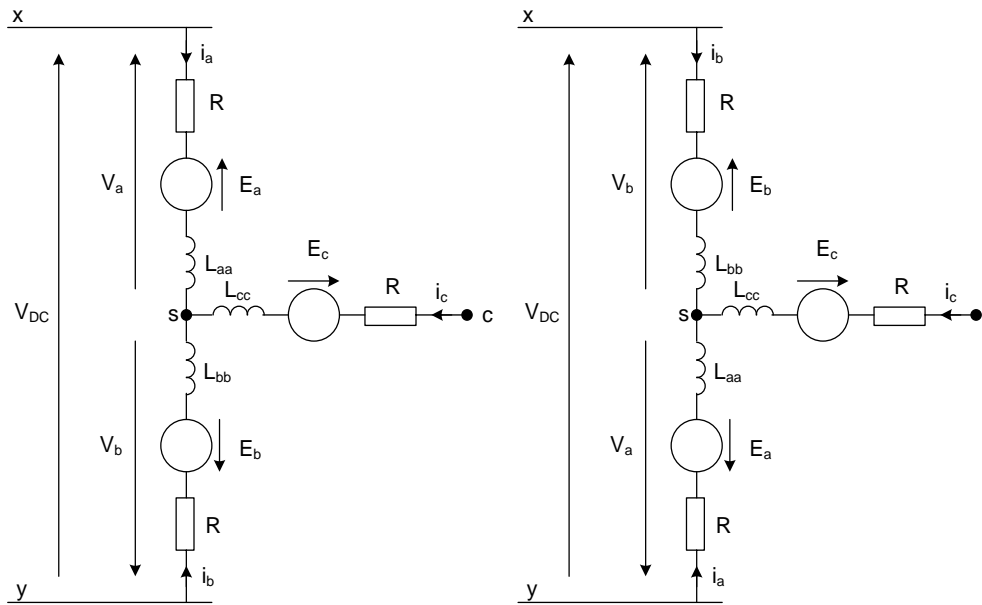 x
i_a
R
E_a
V_a
L_aa
E_c
L_cc
R
i_c
V_DC
s
c
L_bb
V_b
E_b
R
y
i_b
x
i_b
R
E_b
V_b
L_bb
E_c
L_cc
R
i_c
V_DC
s
L_aa
V_a
E_a
R
y
i_a